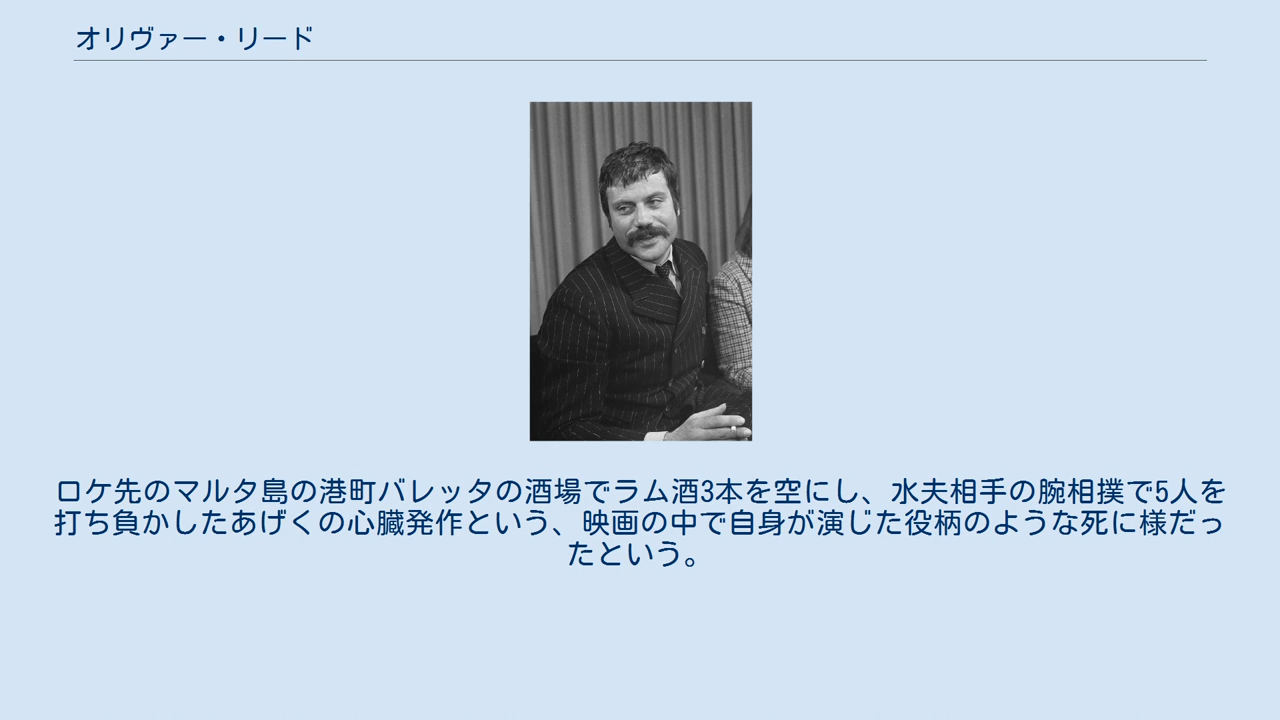 オリヴァー・リード
ロケ先のマルタ島の港町バレッタの酒場でラム酒3本を空にし、水夫相手の腕相撲で5人を
打ち負かしたあげくの心臓発作という、映画の中で自身が演じた役柄のような死に様だっ
たという。